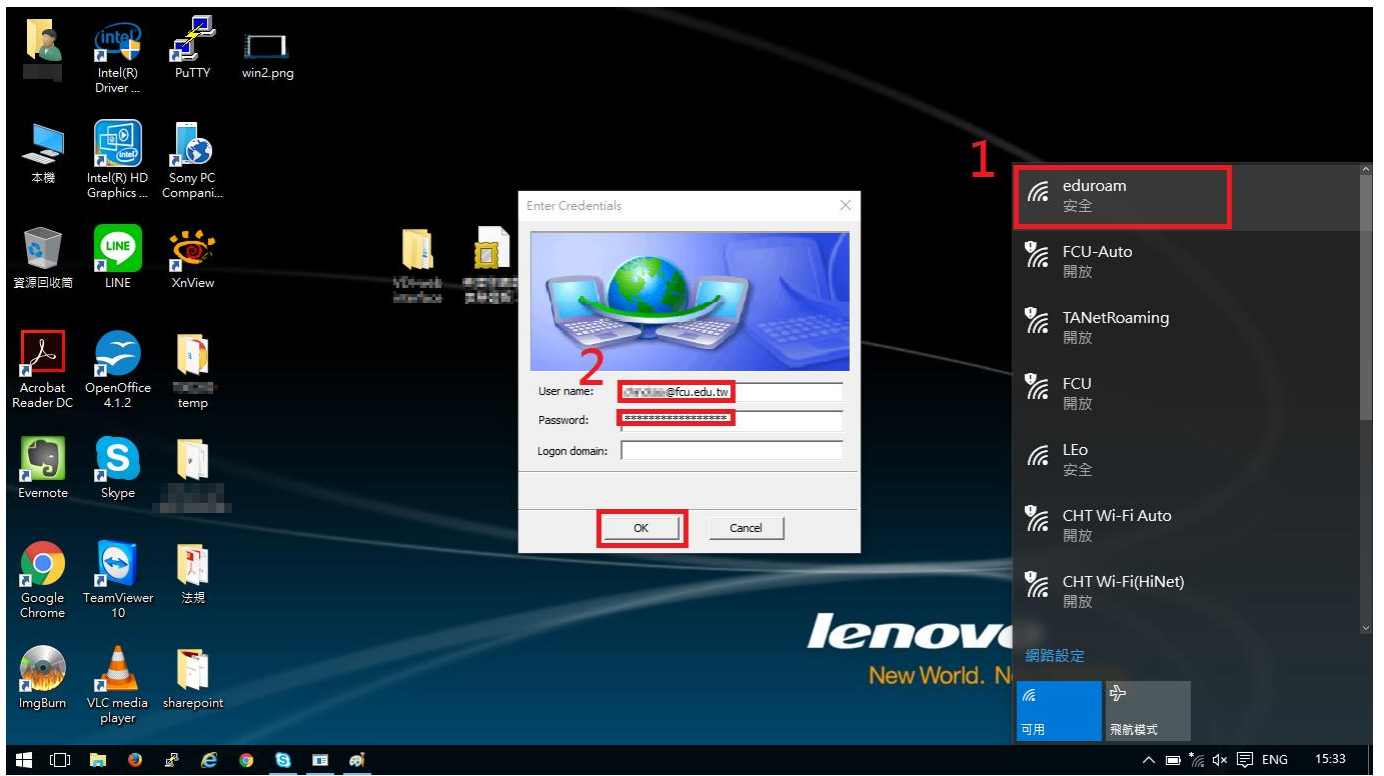 Intel(R)
Driver ...
PuTTY
win2.png
本機
Intel(R) HD
Graphics ...
Sony PC
Compani...
資源回收筒
LINE
LINE
XnView
Acrobat
Reader DC
OpenOffice
4.1.2
temp
Evernote
Skype
Google
Chrome
TeamViewer
10
法規
ImgBurn
VLC media
player
sharepoint
Enter Credentials
2
User name:
@fcu.edu.tw
Password:
*****************
Logon domain:
OK
Cancel
lenovo
New World. N
1
eduroam
安全
FCU-Auto
開放
TANetRoaming
開放
FCU
開放
LEo
安全
CHT Wi-Fi Auto
開放
CHT Wi-Fi(HiNet)
開放
網路設定
可用
飛航模式
ENG
15:33